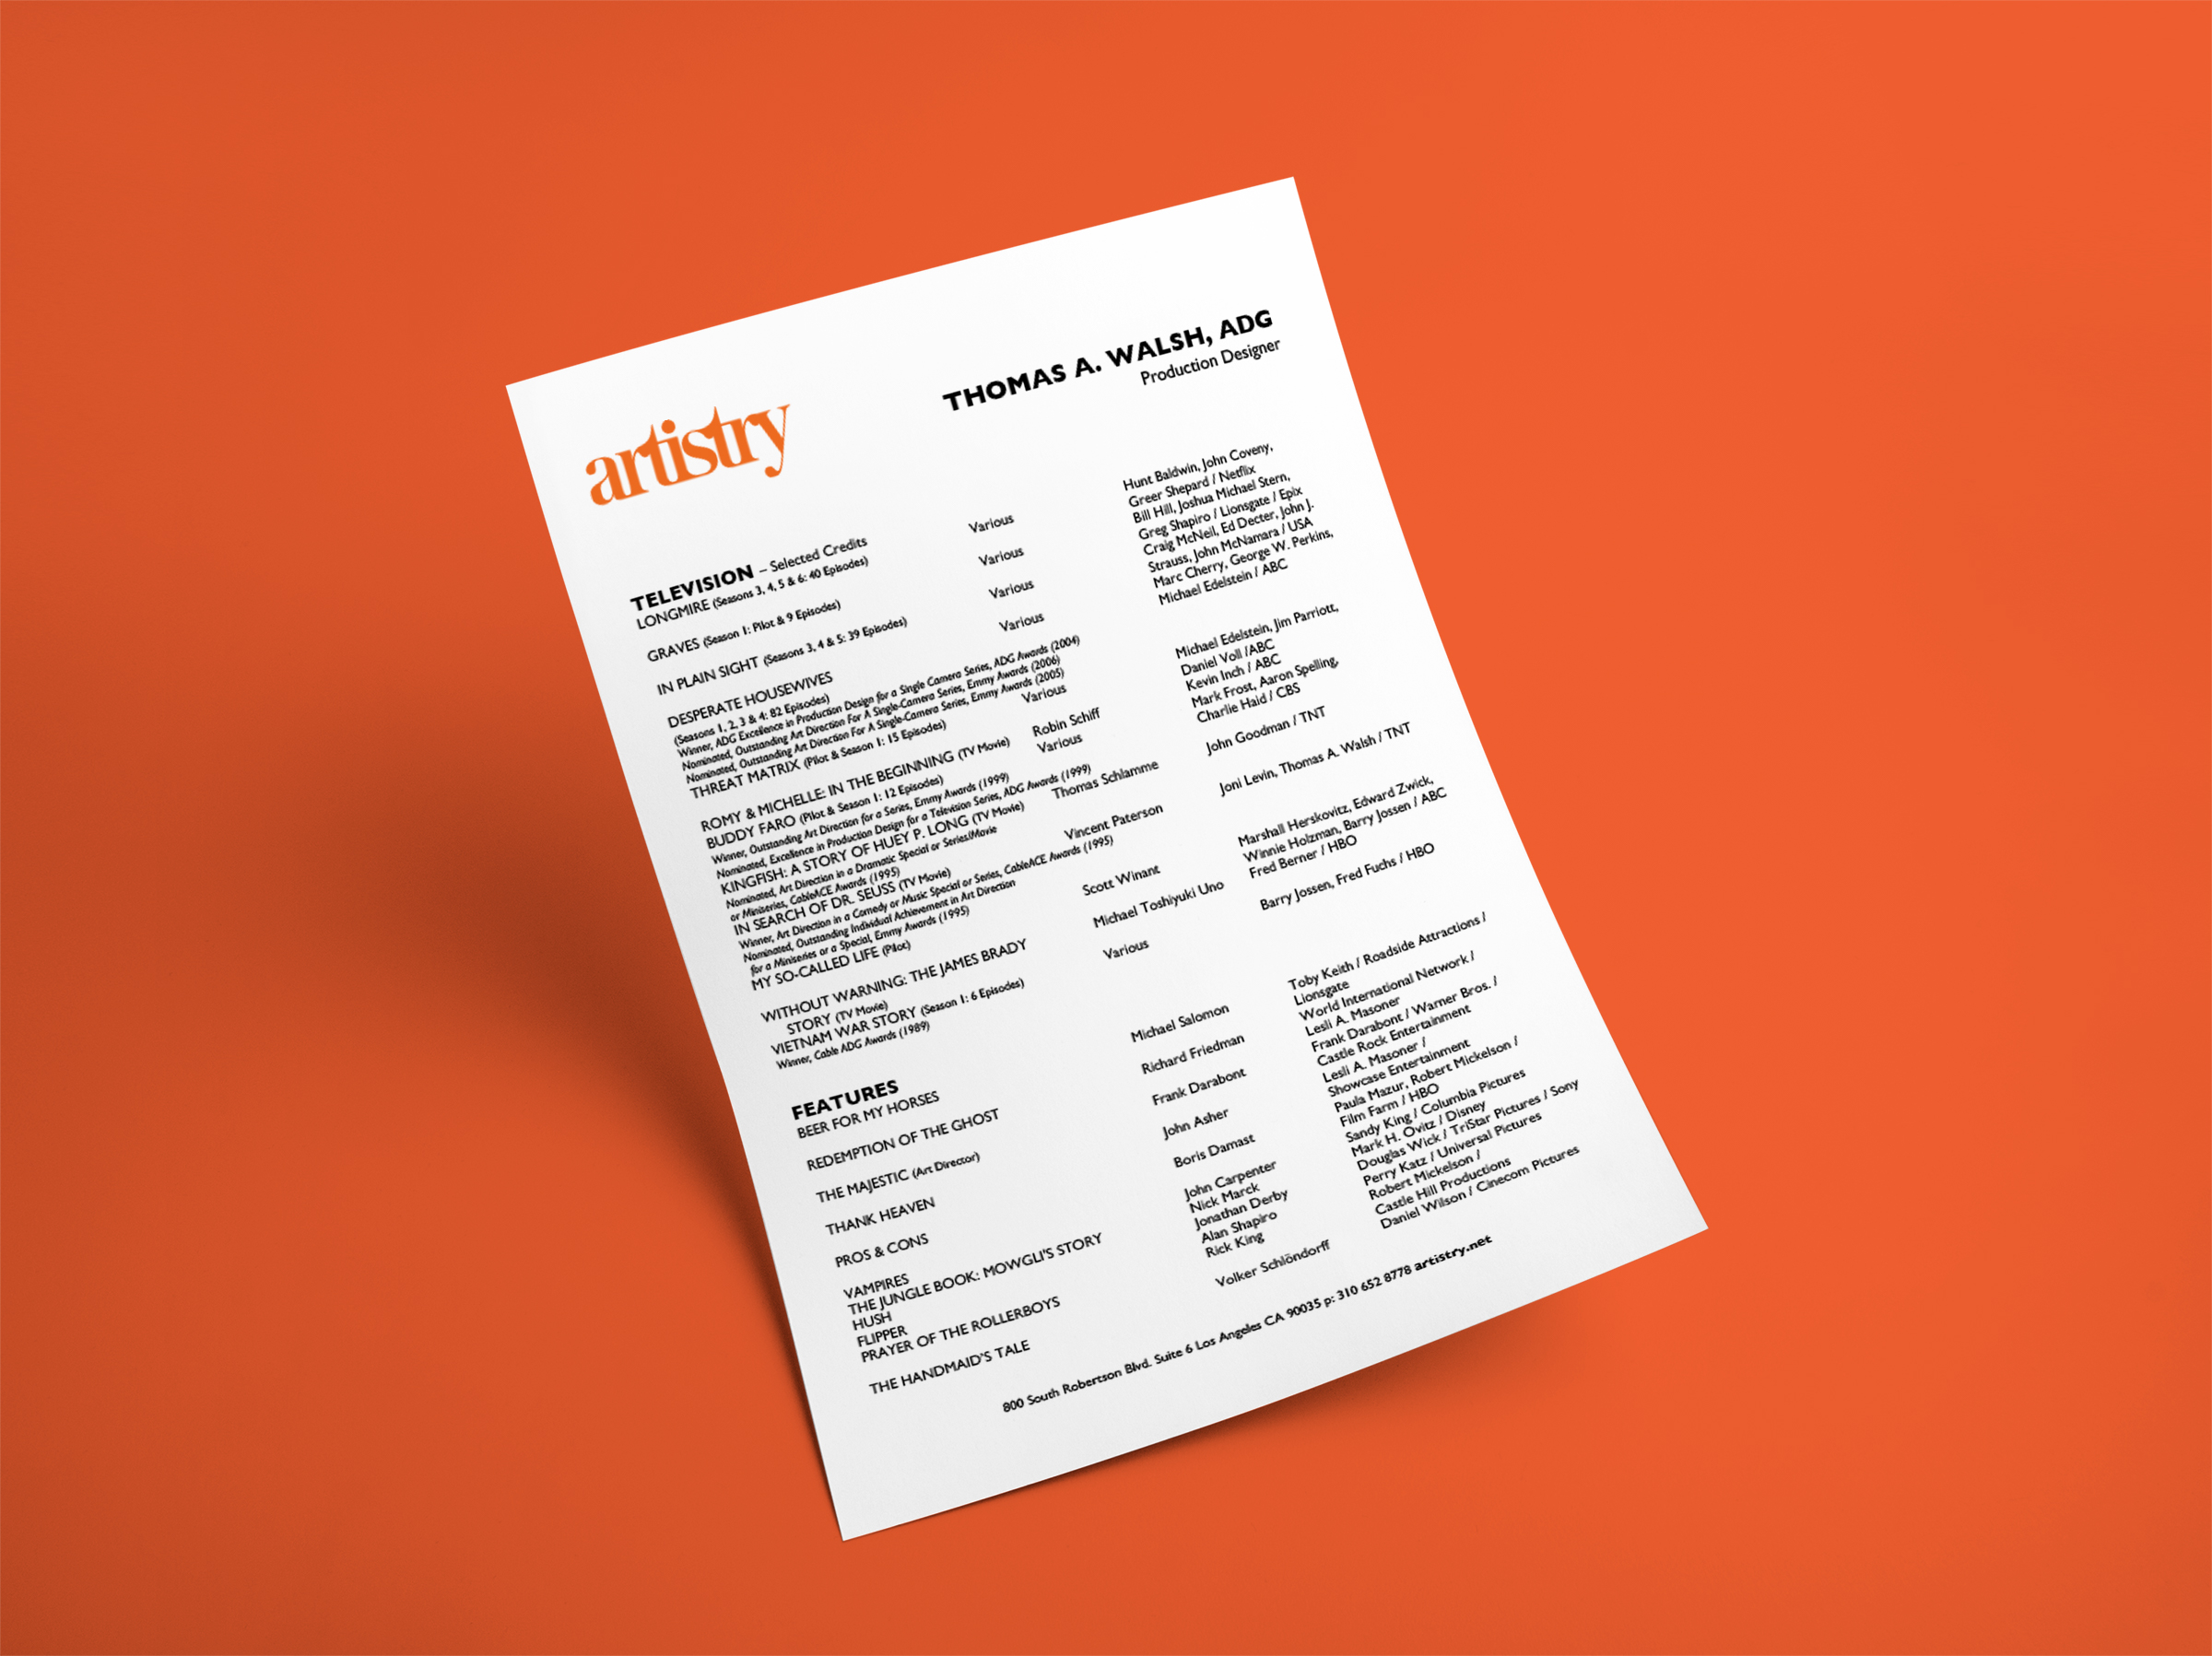 artistry
THOMAS A. WALSH, ADG
Production Designer
TELEVISION – Selected Credits
LONGMIRE (Seasons 3, 4, 5 & 6: 40 Episodes) Various Hunt Baldwin, John Coveny,
Greer Shepard / Netflix
GRAVES (Season 1: Pilot & 9 Episodes) Various Bill Hill, Joshua Michael Stern,
Greg Shapiro / Lionsgate / Epix
IN PLAIN SIGHT (Seasons 3, 4 & 5: 39 Episodes) Various Craig McNeil, Ed Decter, John J.
Strauss, John McNamara / USA
DESPERATE HOUSEWIVES Various Marc Cherry, George W. Perkins,
(Seasons 1, 2, 3 & 4: 82 Episodes) Michael Edelstein / ABC
Winner, ADG Excellence in Production Design for a Single Camera Series, ADG Awards (2004)
Nominated, Outstanding Art Direction For A Single-Camera Series, Emmy Awards (2006)
Nominated, Outstanding Art Direction For A Single-Camera Series, Emmy Awards (2005)
THREAT MATRIX (Pilot & Season 1: 15 Episodes) Various Michael Edelstein, Jim Parriott,
Daniel Voll /ABC
ROMY & MICHELLE: IN THE BEGINNING (TV Movie) Robin Schiff Kevin Inch / ABC
BUDDY FARO (Pilot & Season 1: 12 Episodes) Various Mark Frost, Aaron Spelling,
Winner, Outstanding Art Direction for a Series, Emmy Awards (1999) Charlie Haid / CBS
Nominated, Excellence in Production Design for a Television Series, ADG Awards (1999)
KINGFISH: A STORY OF HUEY P. LONG (TV Movie) Thomas Schlamme John Goodman / TNT
Nominated, Art Direction in a Dramatic Special or Series/Movie
or Miniseries, CableACE Awards (1995)
IN SEARCH OF DR. SEUSS (TV Movie) Vincent Paterson Joni Levin, Thomas A. Walsh / TNT
Winner, Art Direction in a Comedy or Music Special or Series, CableACE Awards (1995)
Nominated, Outstanding Individual Achievement in Art Direction
for a Miniseries or a Special, Emmy Awards (1995)
MY SO-CALLED LIFE (Pilot) Scott Winant Marshall Herskovitz, Edward Zwick,
Winnie Holzman, Barry Jossen / ABC
WITHOUT WARNING: THE JAMES BRADY Michael Toshiyuki Uno Fred Berner / HBO
STORY (TV Movie)
VIETNAM WAR STORY (Season 1: 6 Episodes) Various Barry Jossen, Fred Fuchs / HBO
Winner, Cable ADG Awards (1989)
FEATURES
BEER FOR MY HORSES Michael Salomon Toby Keith / Roadside Attractions /
Lionsgate
REDEMPTION OF THE GHOST Richard Friedman World International Network /
Lesli A. Masoner
THE MAJESTIC (Art Director) Frank Darabont Frank Darabont / Warner Bros. /
Castle Rock Entertainment
THANK HEAVEN John Asher Lesli A. Masoner /
Showcase Entertainment
PROS & CONS Boris Damast Paula Mazur, Robert Mickelson /
Film Farm / HBO
VAMPIRES John Carpenter Sandy King / Columbia Pictures
THE JUNGLE BOOK: MOWGLI'S STORY Nick Marck Mark H. Ovitz / Disney
HUSH Jonathan Derby Douglas Wick / TriStar Pictures / Sony
FLIPPER Alan Shapiro Perry Katz / Universal Pictures
PRAYER OF THE ROLLERBOYS Rick King Robert Mickelson /
Castle Hill Productions
THE HANDMAID'S TALE Volker Schlöndorff Daniel Wilson / Cinecom Pictures
800 South Robertson Blvd. Suite 6 Los Angeles CA 90035 p: 310 652 8778 artistry.net